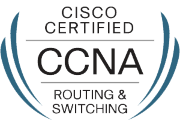 CISCO
CERTIFIED
CCNA
ROUTING &
SWITCHING